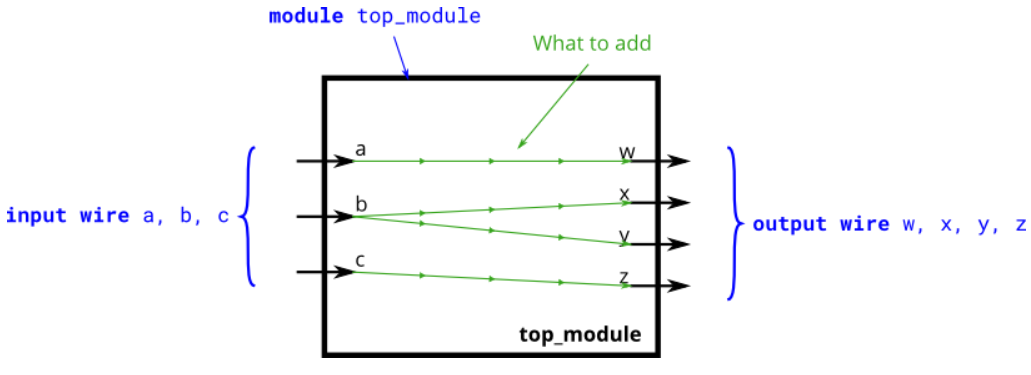 module top_module
What to add
a
w
b
x
input wire a, b, c
y
output wire w, x, y, z
c
z
top_module